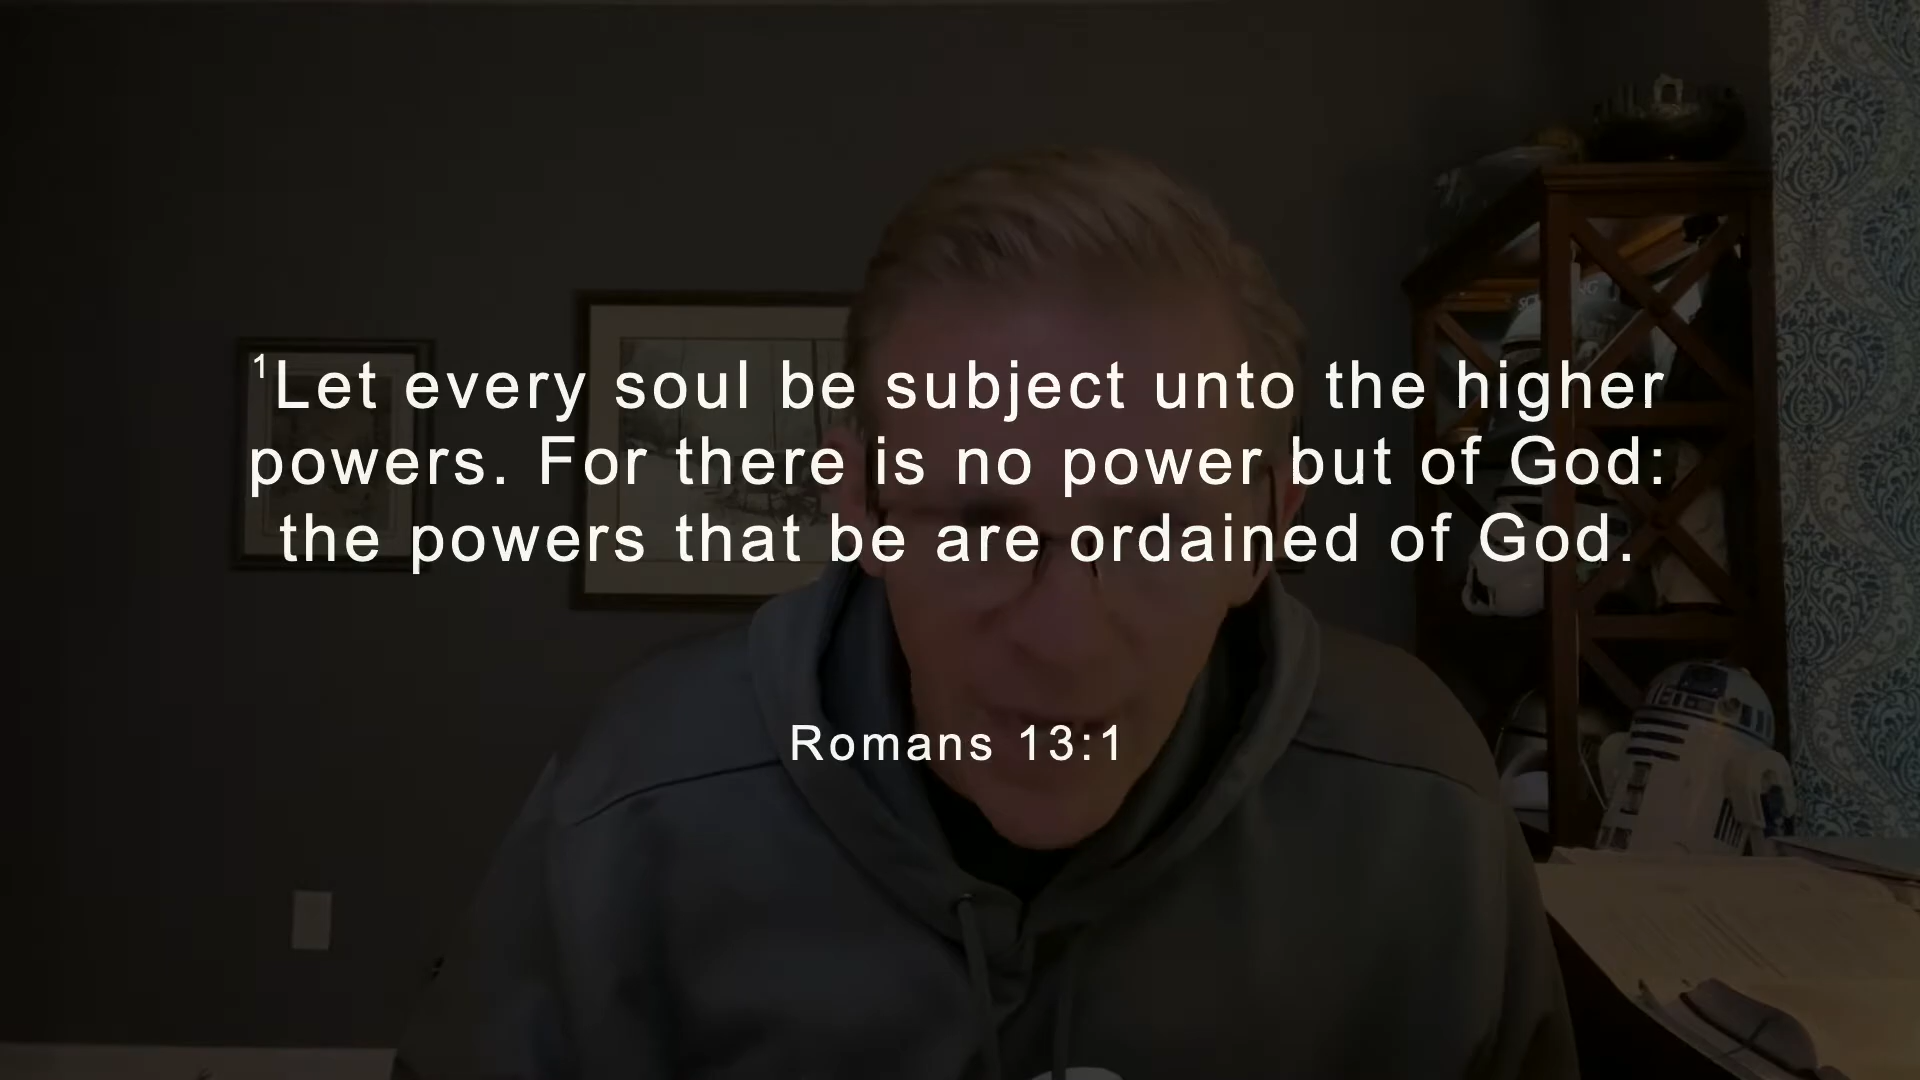 ¹Let every soul be subject unto the higher
powers. For there is no power but of God:
the powers that be are ordained of God.
Romans 13:1